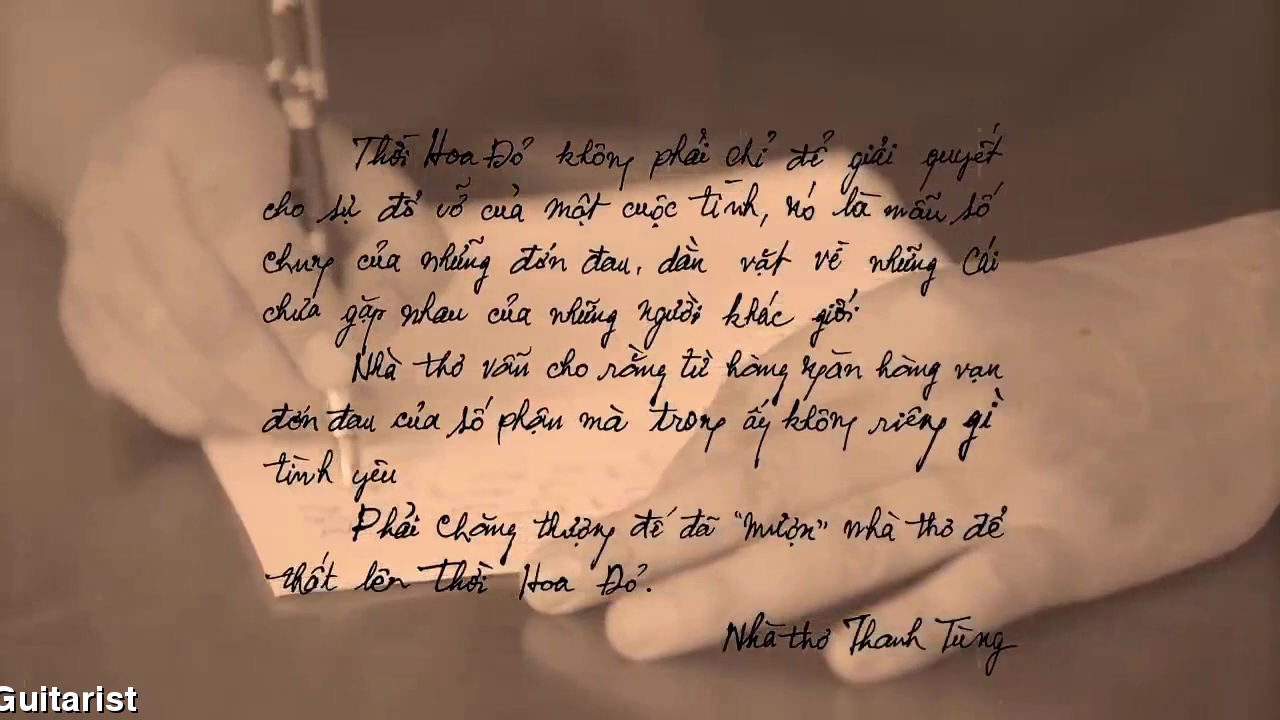 Thời Hoa Đỏ không phải chỉ để giải quyết
cho sự đổ vỡ của một cuộc tình, nó là mẫu số
chung của những đớn đau, dằn vặt về những cái
chưa gặp nhau của những người khác giới
Nhà thơ vẫn cho rằng từ hàng ngàn hàng vạn
đớn đau của số phận mà trong ấy không riêng gì
tình yêu
Phải chăng thượng đế đã "mượn" nhà thơ để
thốt lên Thời Hoa Đỏ.
Nhà thơ Thanh Tùng
Guitarist